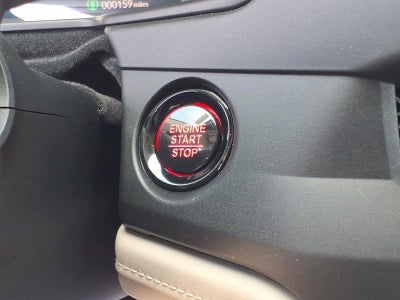 000159 miles
ENGINE
START
STOP